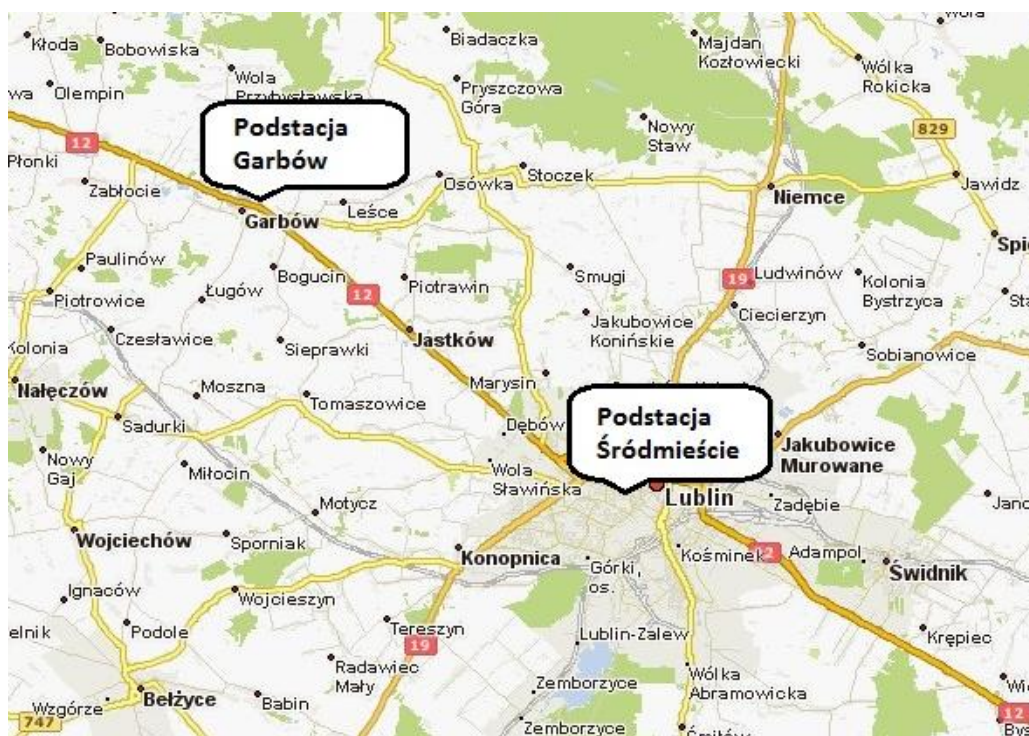 Kłoda
Bobowiska
Biadaczka
Majdan
Kozłowiecki
Wólka
Rokicka
Olempin
Wola
Pryszczowa
Góra
Podstacja
Garbów
12
Płonki
Nowy
Staw
829
Zabłocie
Osówka
Stoczek
Jawidz
Niemce
Leśce
Garbów
Paulinów
Bogucin
Piotrawin
Smugi
19
Ludwinów
Kolonia
Bystrzyca
Piotrowice
Ługów
12
Ciecierzyn
Jakubowice
Konińskie
Czesławice
Sieprawki
Jastków
Sobianowice
Nałęczów
Moszna
Marysin
Tomaszowice
Podstacja
Śródmieście
Sadurki
Dębów
Jakubowice
Murowane
Nowy
Gaj
Miłocin
Wola
Sławińska
Lublin
Zadębie
Motycz
Wojciechów
Sporniak
Konopnica
Kośminek
Adampol
Górki,
os.
Świdnik
Ignaców
Wojcieszyn
Podole
Tereszyn
19
Lublin-Zalew
Krępiec
Radawiec
Mały
Wólka
Abramowicka
Bełżyce
Babin
Zemborzyce
Wzgórze
12
747
Zemborzyce